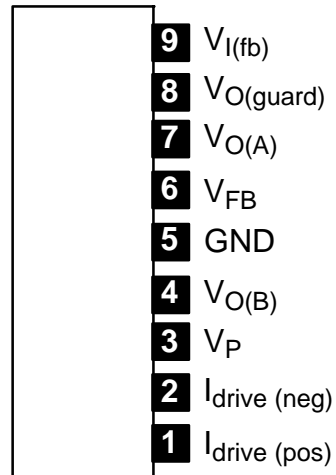 9 VI(fb)
8 VO(guard)
7 VO(A)
6 VFB
5 GND
4 VO(B)
3 VP
2 Idrive (neg)
1 Idrive (pos)